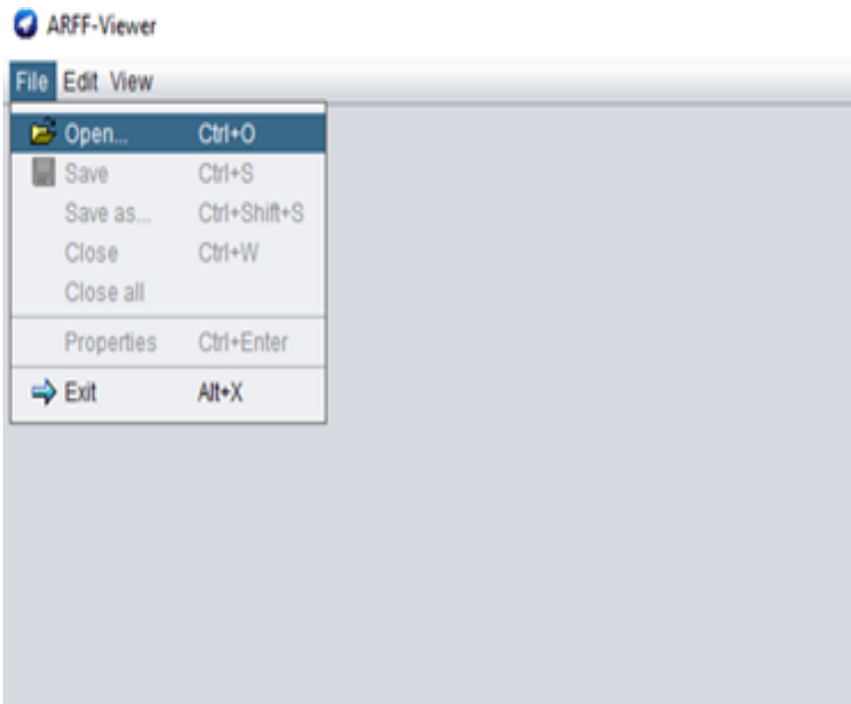 ARFF-Viewer
File Edit View
Open... Ctrl+O
Save Ctrl+S
Save as... Ctrl+Shift+S
Close Ctrl+W
Close all
Properties Ctrl+Enter
Exit Alt+X